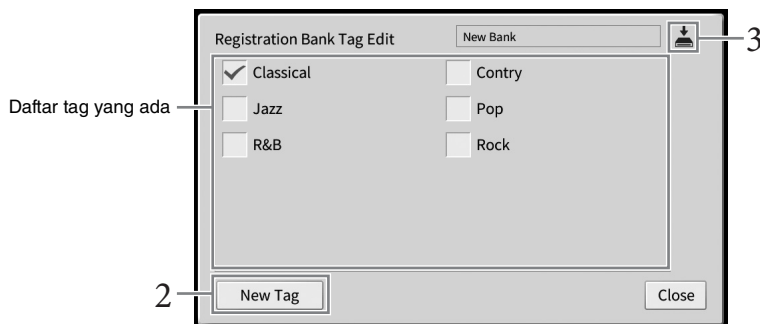 Registration Bank Tag Edit New Bank 3
Classical Contry
Daftar tag yang ada Jazz Pop
R&B Rock
2 New Tag Close